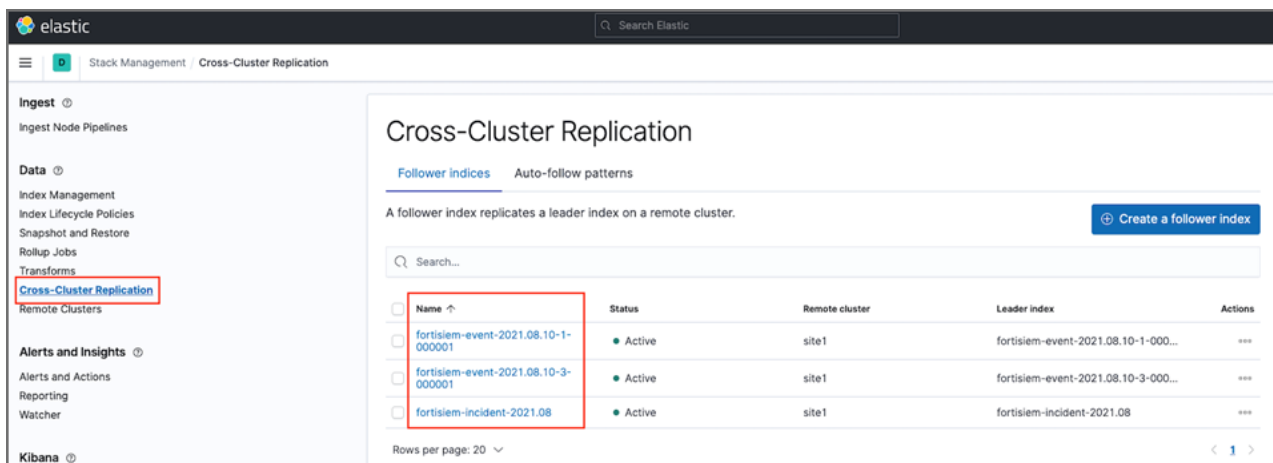 elastic
Search Elastic
D
Stack Management / Cross-Cluster Replication
Ingest
Ingest Node Pipelines
Data
Index Management
Index Lifecycle Policies
Snapshot and Restore
Rollup Jobs
Transforms
Cross-Cluster Replication
Remote Clusters
Alerts and Insights
Alerts and Actions
Reporting
Watcher
Kibana
Cross-Cluster Replication
Follower indices Auto-follow patterns
A follower index replicates a leader index on a remote cluster.
Create a follower index
Search...
Name Status Remote cluster Leader index Actions
fortisiem-event-2021.08.10-1-
000001
Active site1 fortisiem-event-2021.08.10-1-000...
fortisiem-event-2021.08.10-3-
000001
Active site1 fortisiem-event-2021.08.10-3-000...
fortisiem-incident-2021.08 Active site1 fortisiem-incident-2021.08
Rows per page: 20
1